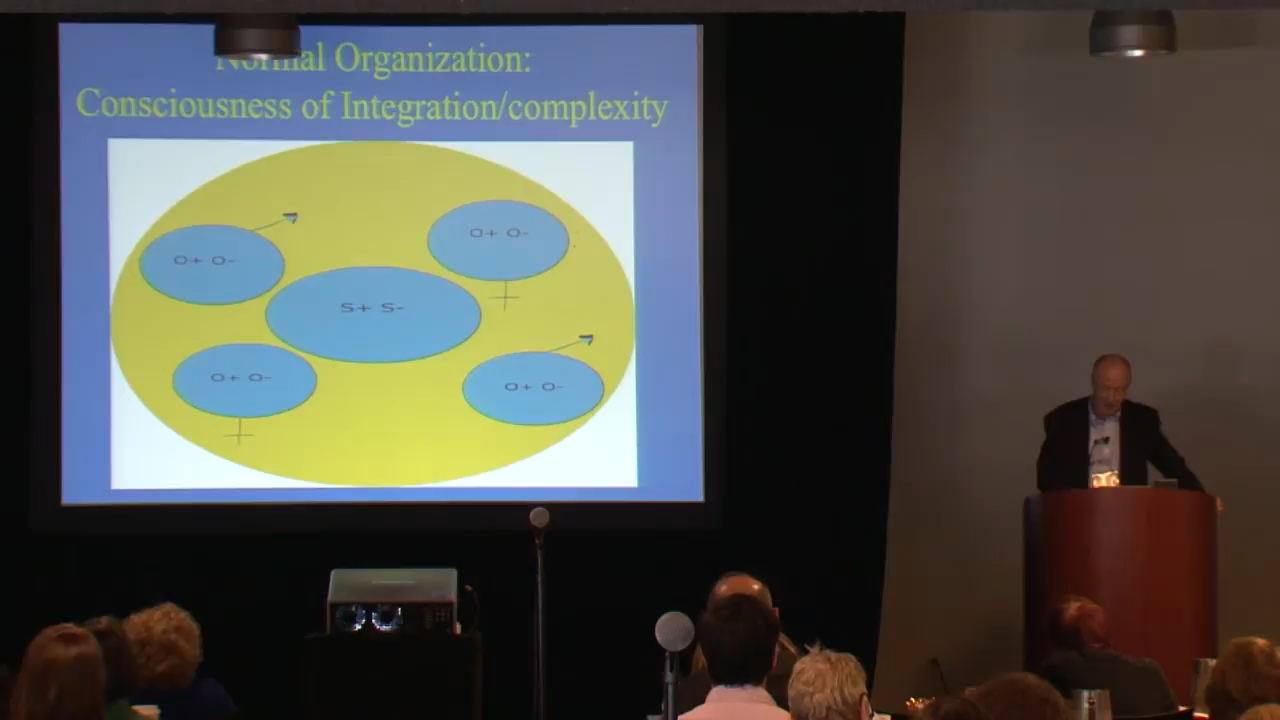 Normal Organization:
Consciousness of Integration/complexity
O+ O-
O+ O-
S+ S-
O+ O-
O+ O-